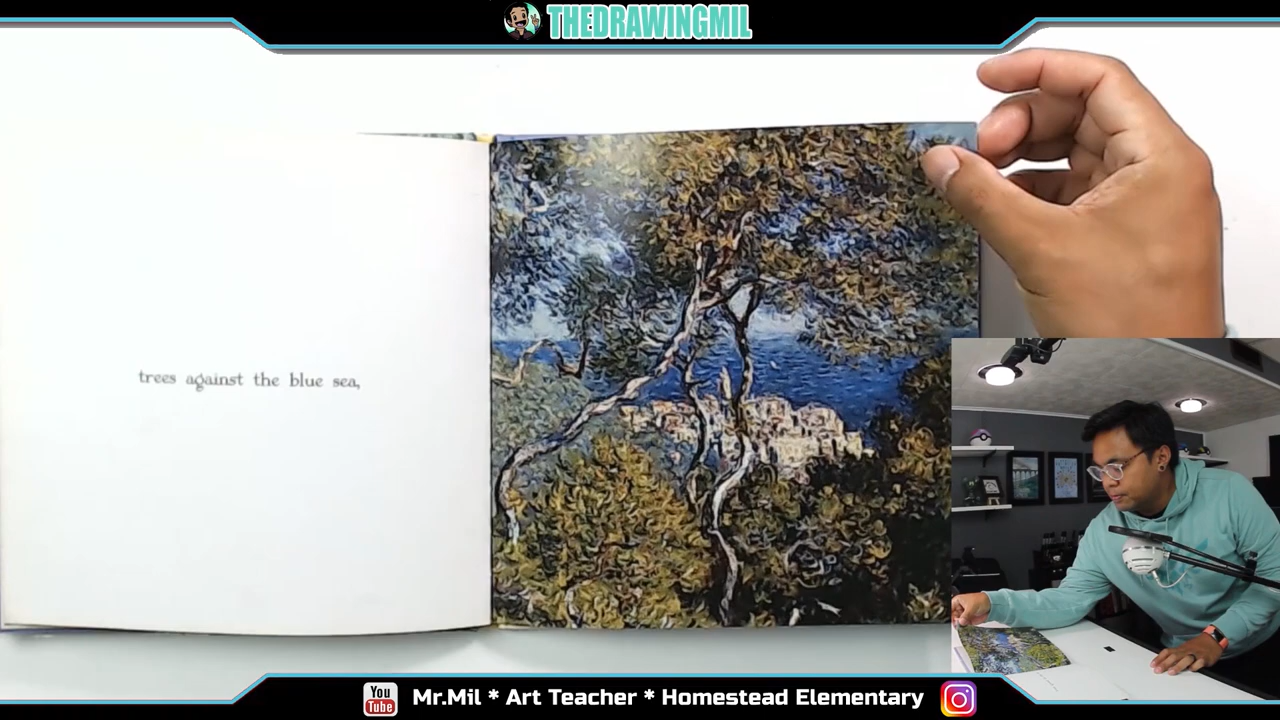 THEDRAWINGMIL
trees against the blue sea,
You Tube Mr.Mil * Art Teacher * Homestead Elementary